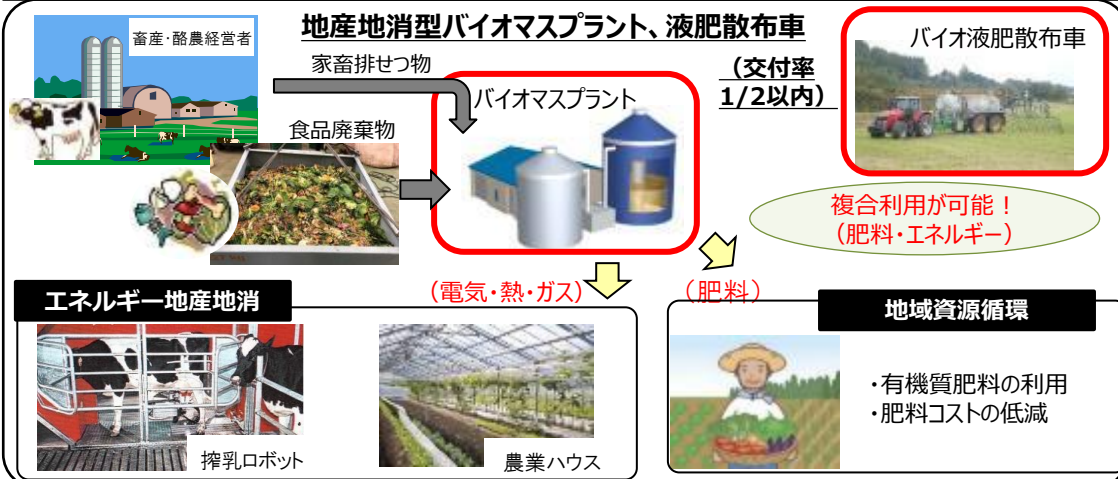 地産地消型バイオマスプラント、液肥散布車
畜産・酪農経営者
家畜排せつ物
（交付率
1/2以内）
バイオ液肥散布車
バイオマスプラント
食品廃棄物
複合利用が可能！
（肥料・エネルギー）
（電気・熱・ガス）
（肥料）
エネルギー地産地消
搾乳ロボット
農業ハウス
地域資源循環
・有機質肥料の利用
・肥料コストの低減